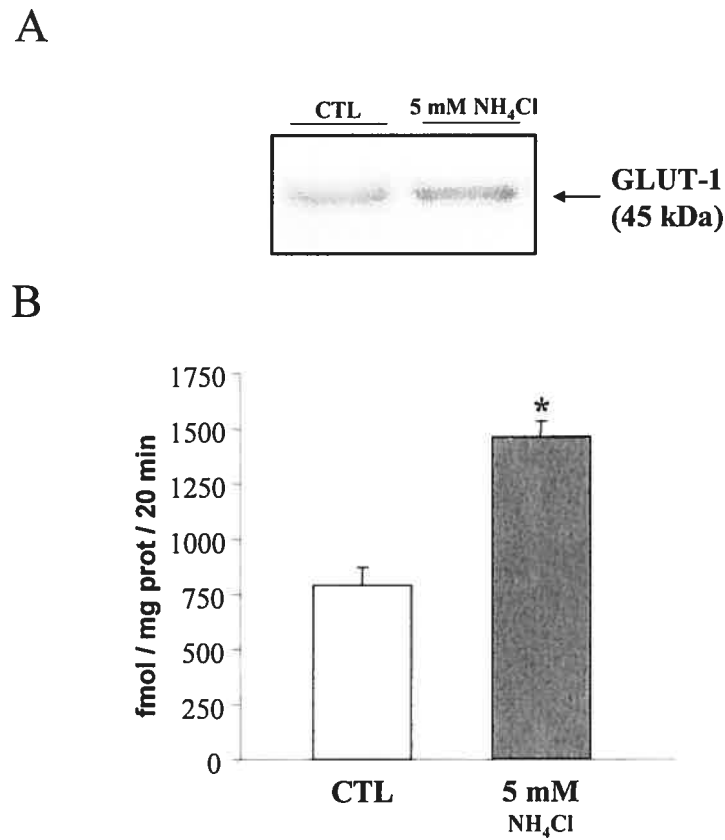 A
CTL 5 mM NH₄Cl
GLUT-1
(45 kDa)
B
fmol / mg prot / 20 min
1750
1500
1250
1000
750
500
250
0
*
CTL 5 mM
NH₄Cl